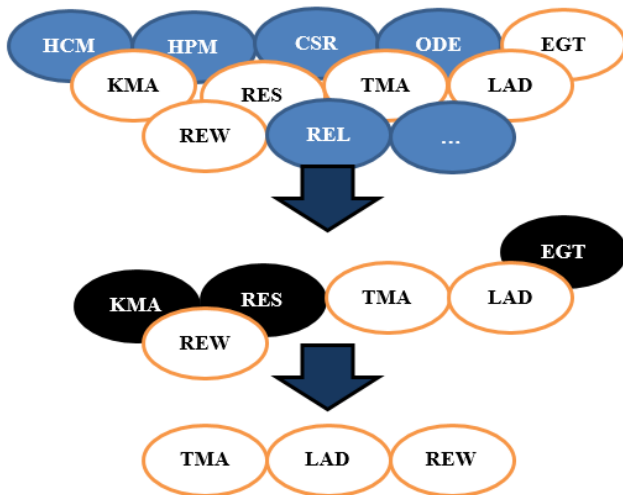 HCM HPM CSR ODE EGT
KMA RES TMA LAD
REW REL ...
EGT
KMA RES TMA LAD
REW
TMA LAD REW